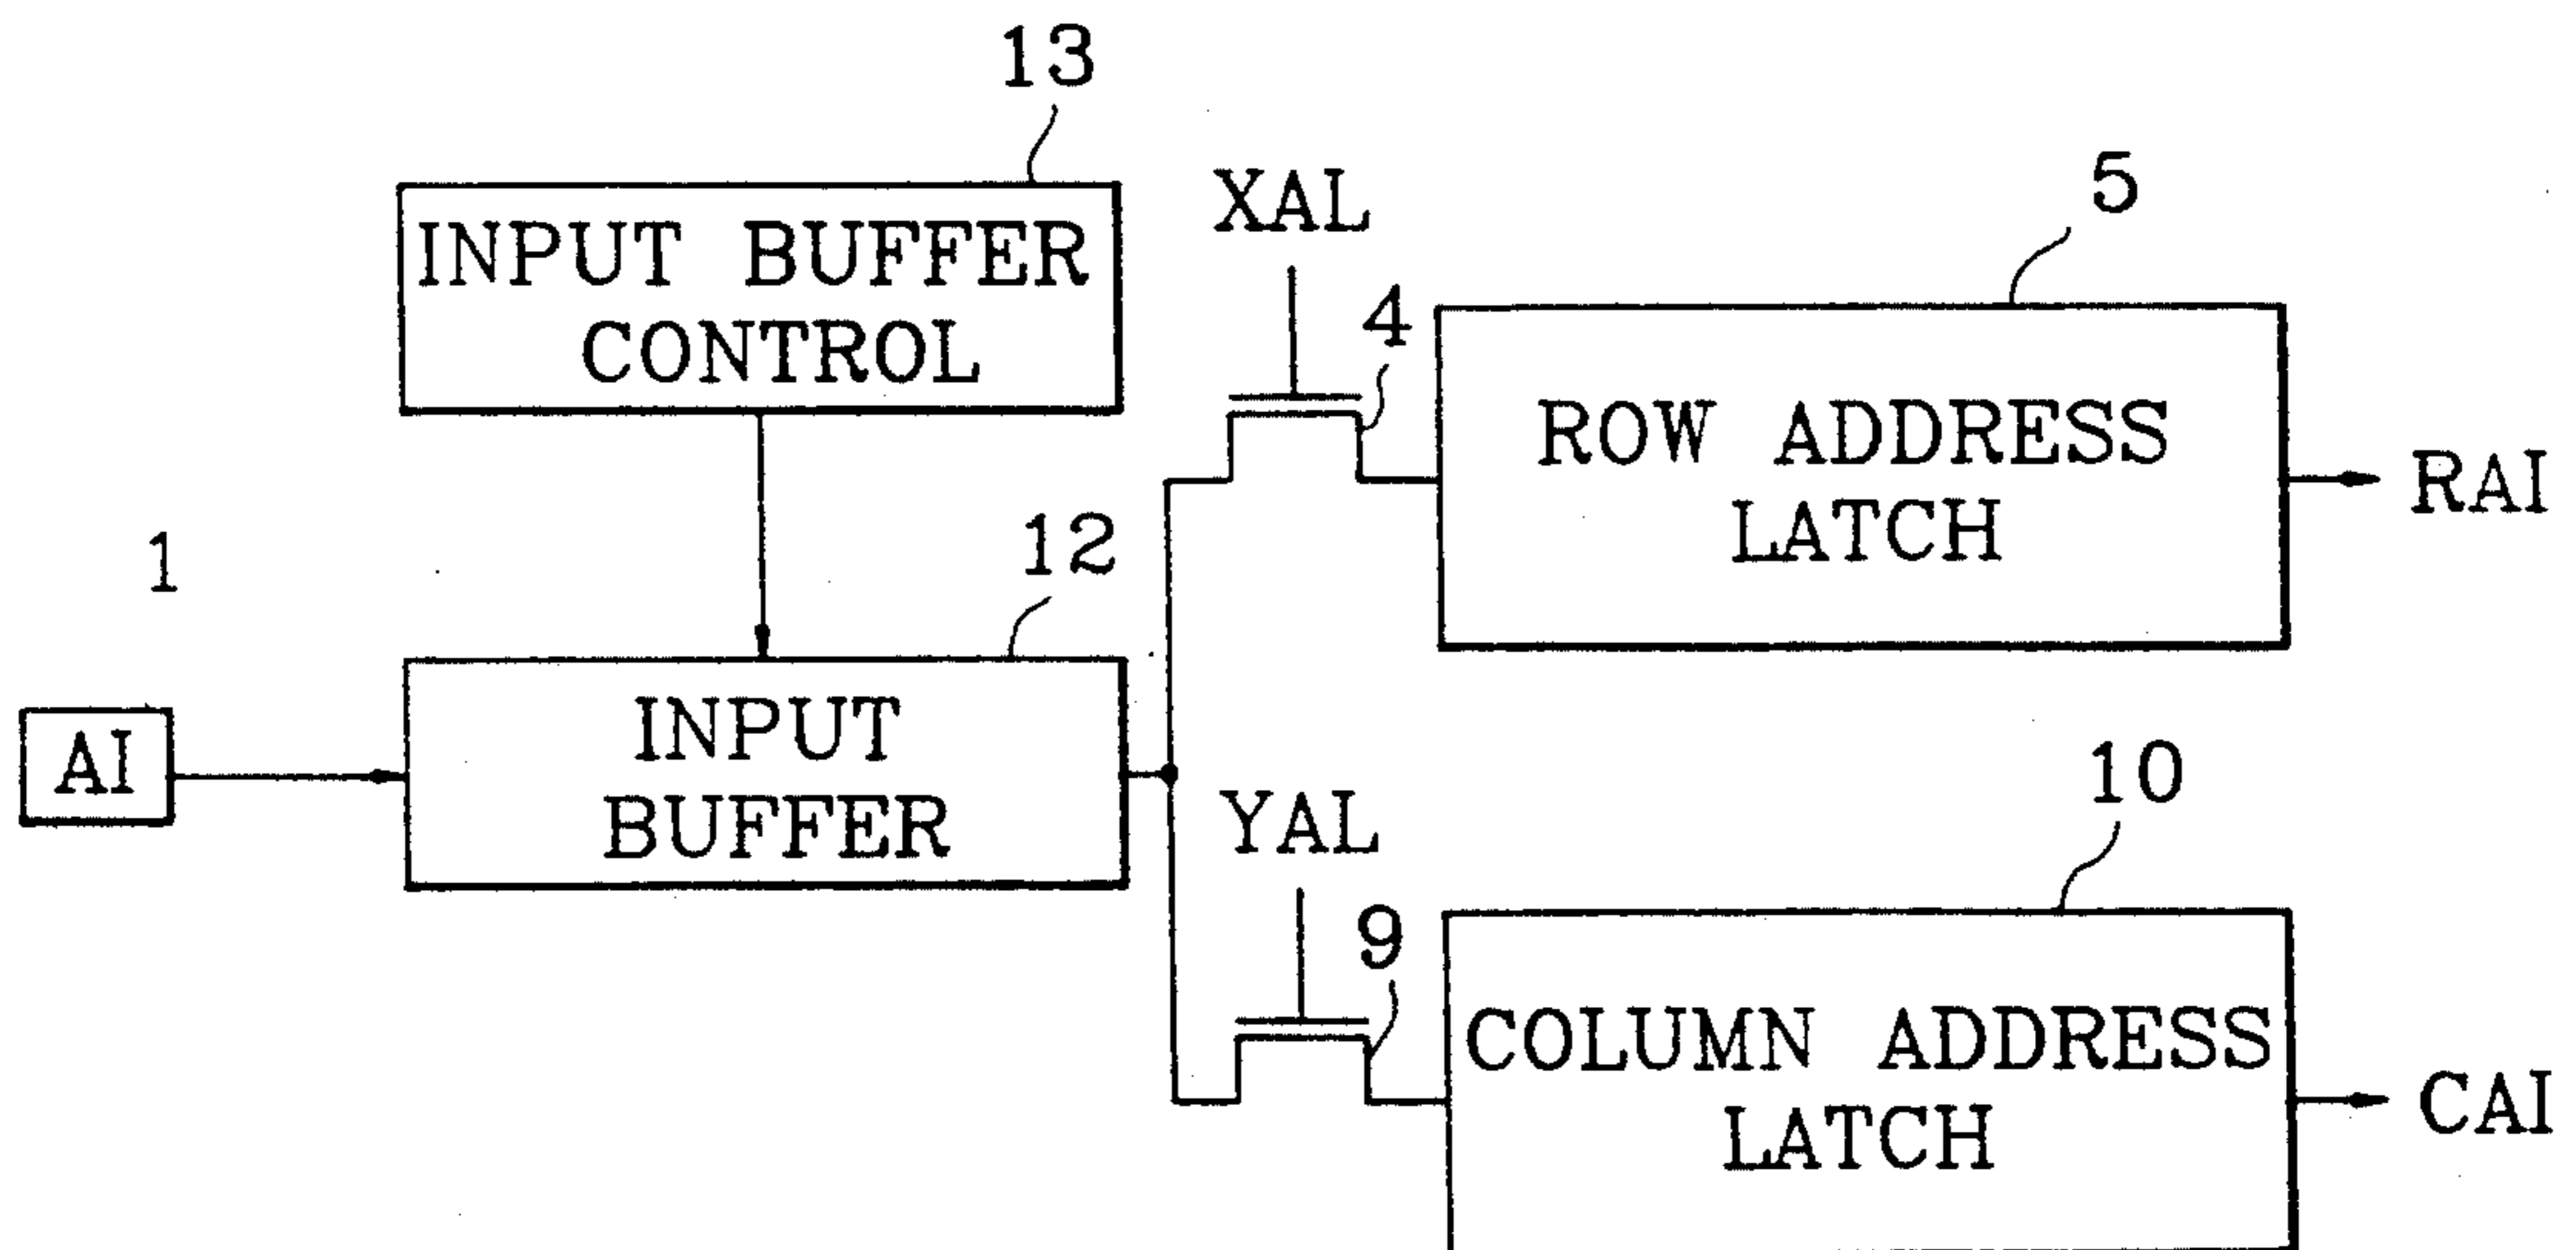 13
INPUT BUFFER
CONTROL
XAL
5
4
ROW ADDRESS
LATCH
RAI
1
12
AI
INPUT
BUFFER
YAL
10
9
COLUMN ADDRESS
LATCH
CAI